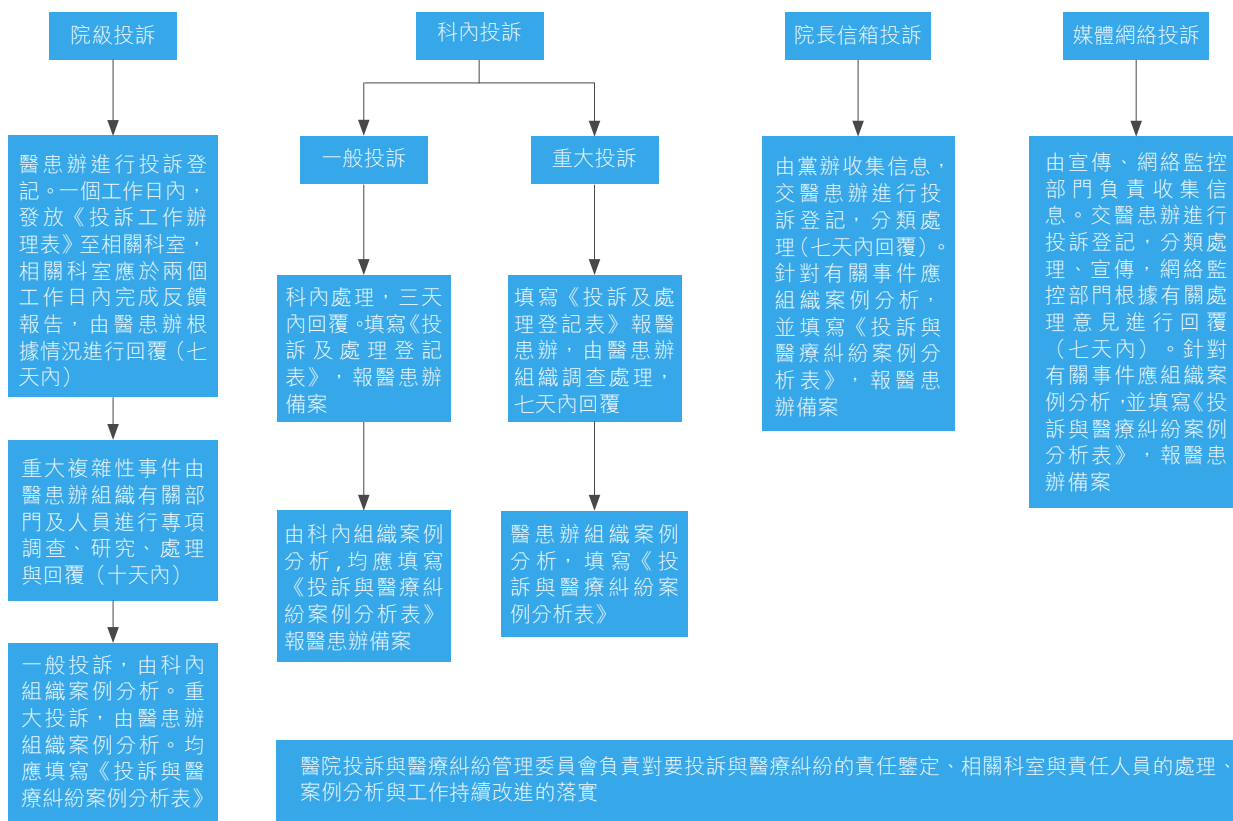 院級投訴
醫患辦進行投訴登
記。一個工作日內，
發放《投訴工作辦
理表》至相關科室，
相關科室應於兩個
工作日內完成反饋
報告，由醫患辦根
據情況進行回覆（七
天內）
重大複雜性事件由
醫患辦組織有關部
門及人員進行專項
調查、研究、處理
與回覆（十天內）
一般投訴，由科內
組織案例分析。重
大投訴，由醫患辦
組織案例分析。均
應填寫《投訴與醫
療糾紛案例分析表》
科內投訴
一般投訴
科內處理，三天
內回覆。填寫《投
訴及處理登記
表》，報醫患辦
備案
由科內組織案例
分析,均應填寫
《投訴與醫療糾
紛案例分析表》
報醫患辦備案
重大投訴
填寫《投訴及處
理登記表》報醫
患辦，由醫患辦
組織調查處理，
七天內回覆
醫患辦組織案例
分析，填寫《投
訴與醫療糾紛案
例分析表》
院長信箱投訴
由黨辦收集信息，
交醫患辦進行投
訴登記，分類處
理（七天內回覆）。
針對有關事件應
組織案例分析，
並填寫《投訴與
醫療糾紛案例分
析表》，報醫患
辦備案
媒體網絡投訴
由宣傳、網絡監控
部門負責收集信
息。交醫患辦進行
投訴登記，分類處
理、宣傳，網絡監
控部門根據有關處
理意見進行回覆
（七天內）。針對
有關事件應組織案
例分析，並填寫《投
訴與醫療糾紛案例
分析表》，報醫患
辦備案
醫院投訴與醫療糾紛管理委員會負責對要投訴與醫療糾紛的責任鑒定、相關科室與責任人員的處理、
案例分析與工作持續改進的落實